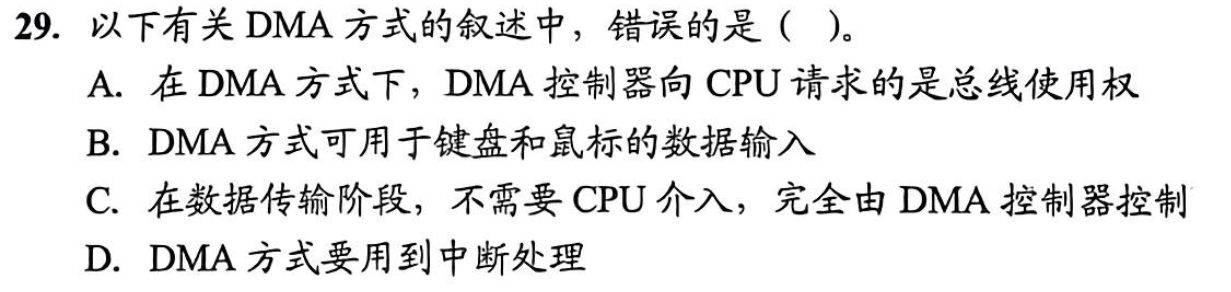 29. 以下有关 DMA 方式的叙述中，错误的是（ ）。
A. 在 DMA 方式下，DMA 控制器向 CPU 请求的是总线使用权
B. DMA 方式可用于键盘和鼠标的数据输入
C. 在数据传输阶段，不需要 CPU 介入，完全由 DMA 控制器控制
D. DMA 方式要用到中断处理